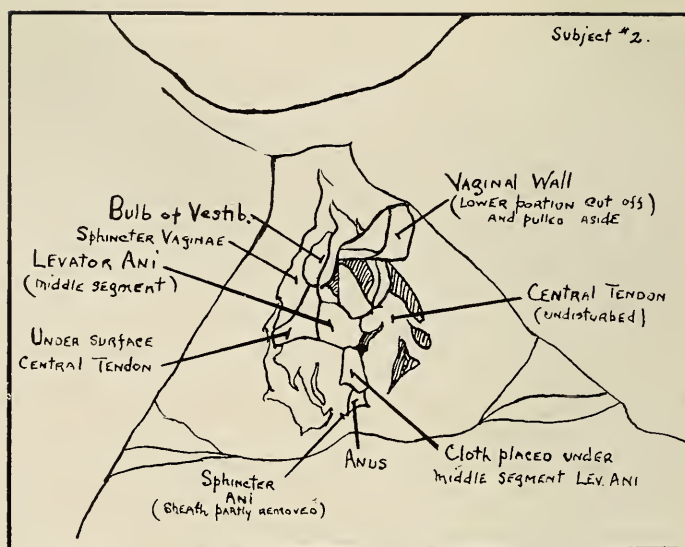 Subject #2.
Vaginal Wall
(Lower portion cut off)
and pulled aside
Bulb of Vestib.
Sphincter Vaginae
Levator Ani
(middle segment)
Central Tendon
(undisturbed)
Under Surface
Central Tendon
Cloth placed under
middle segment Lev. Ani
Anus
Sphincter
Ani
(Sheath partly removed)